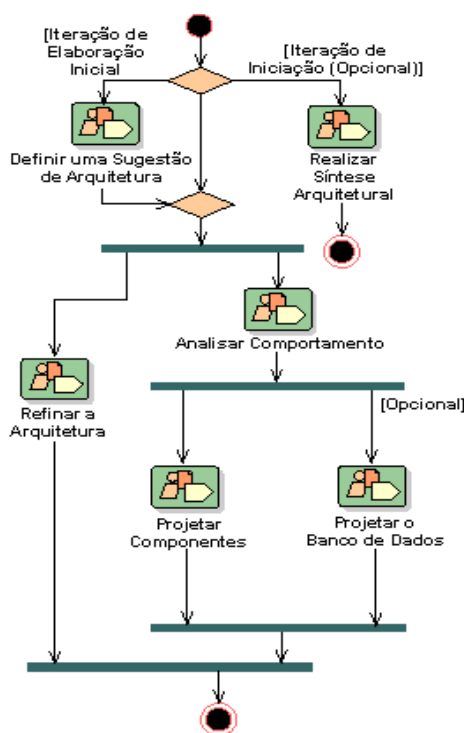 [Iteração de
Elaboração
Inicial
[Iteração de
Iniciação (Opcional)]
Definir uma Sugestão
de Arquitetura
Realizar
Síntese
Arquitetural
Analisar Comportamento
Refinar a
Arquitetura
[Opcional]
Projetar
Componentes
Projetar o
Banco de Dados